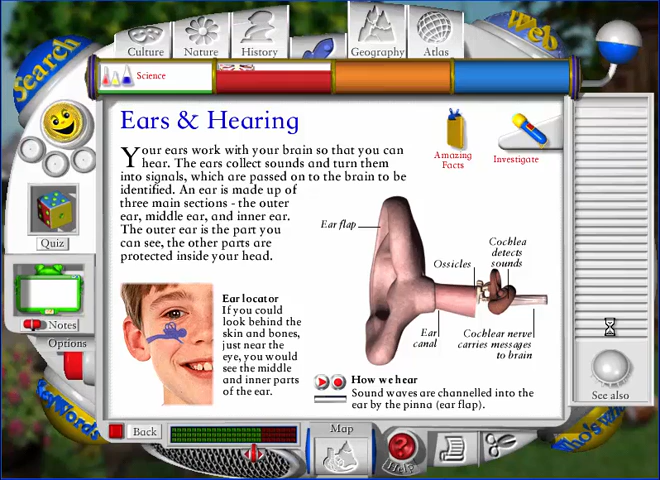 Search
Web
Culture
Nature
History
Geography
Atlas
Science
Ears & Hearing
Your ears work with your brain so that you can
hear. The ears collect sounds and turn them
into signals, which are passed on to the brain to be
identified. An ear is made up of
three main sections - the outer
ear, middle ear, and inner ear.
The outer ear is the part you
can see, the other parts are
protected inside your head.
Amazing
Facts
Investigate
Quiz
Notes
Options
Ear flap
Ossicles
Cochlea
detects
sounds
Ear
canal
Cochlear nerve
carries messages
to brain
Ear locator
If you could
look behind the
skin and bones,
just near the
eye, you would
see the middle
and inner parts
of the ear.
How we hear
Sound waves are channelled into the
ear by the pinna (ear flap).
See also
KeyWords
Back
Map
Help
Who's Who